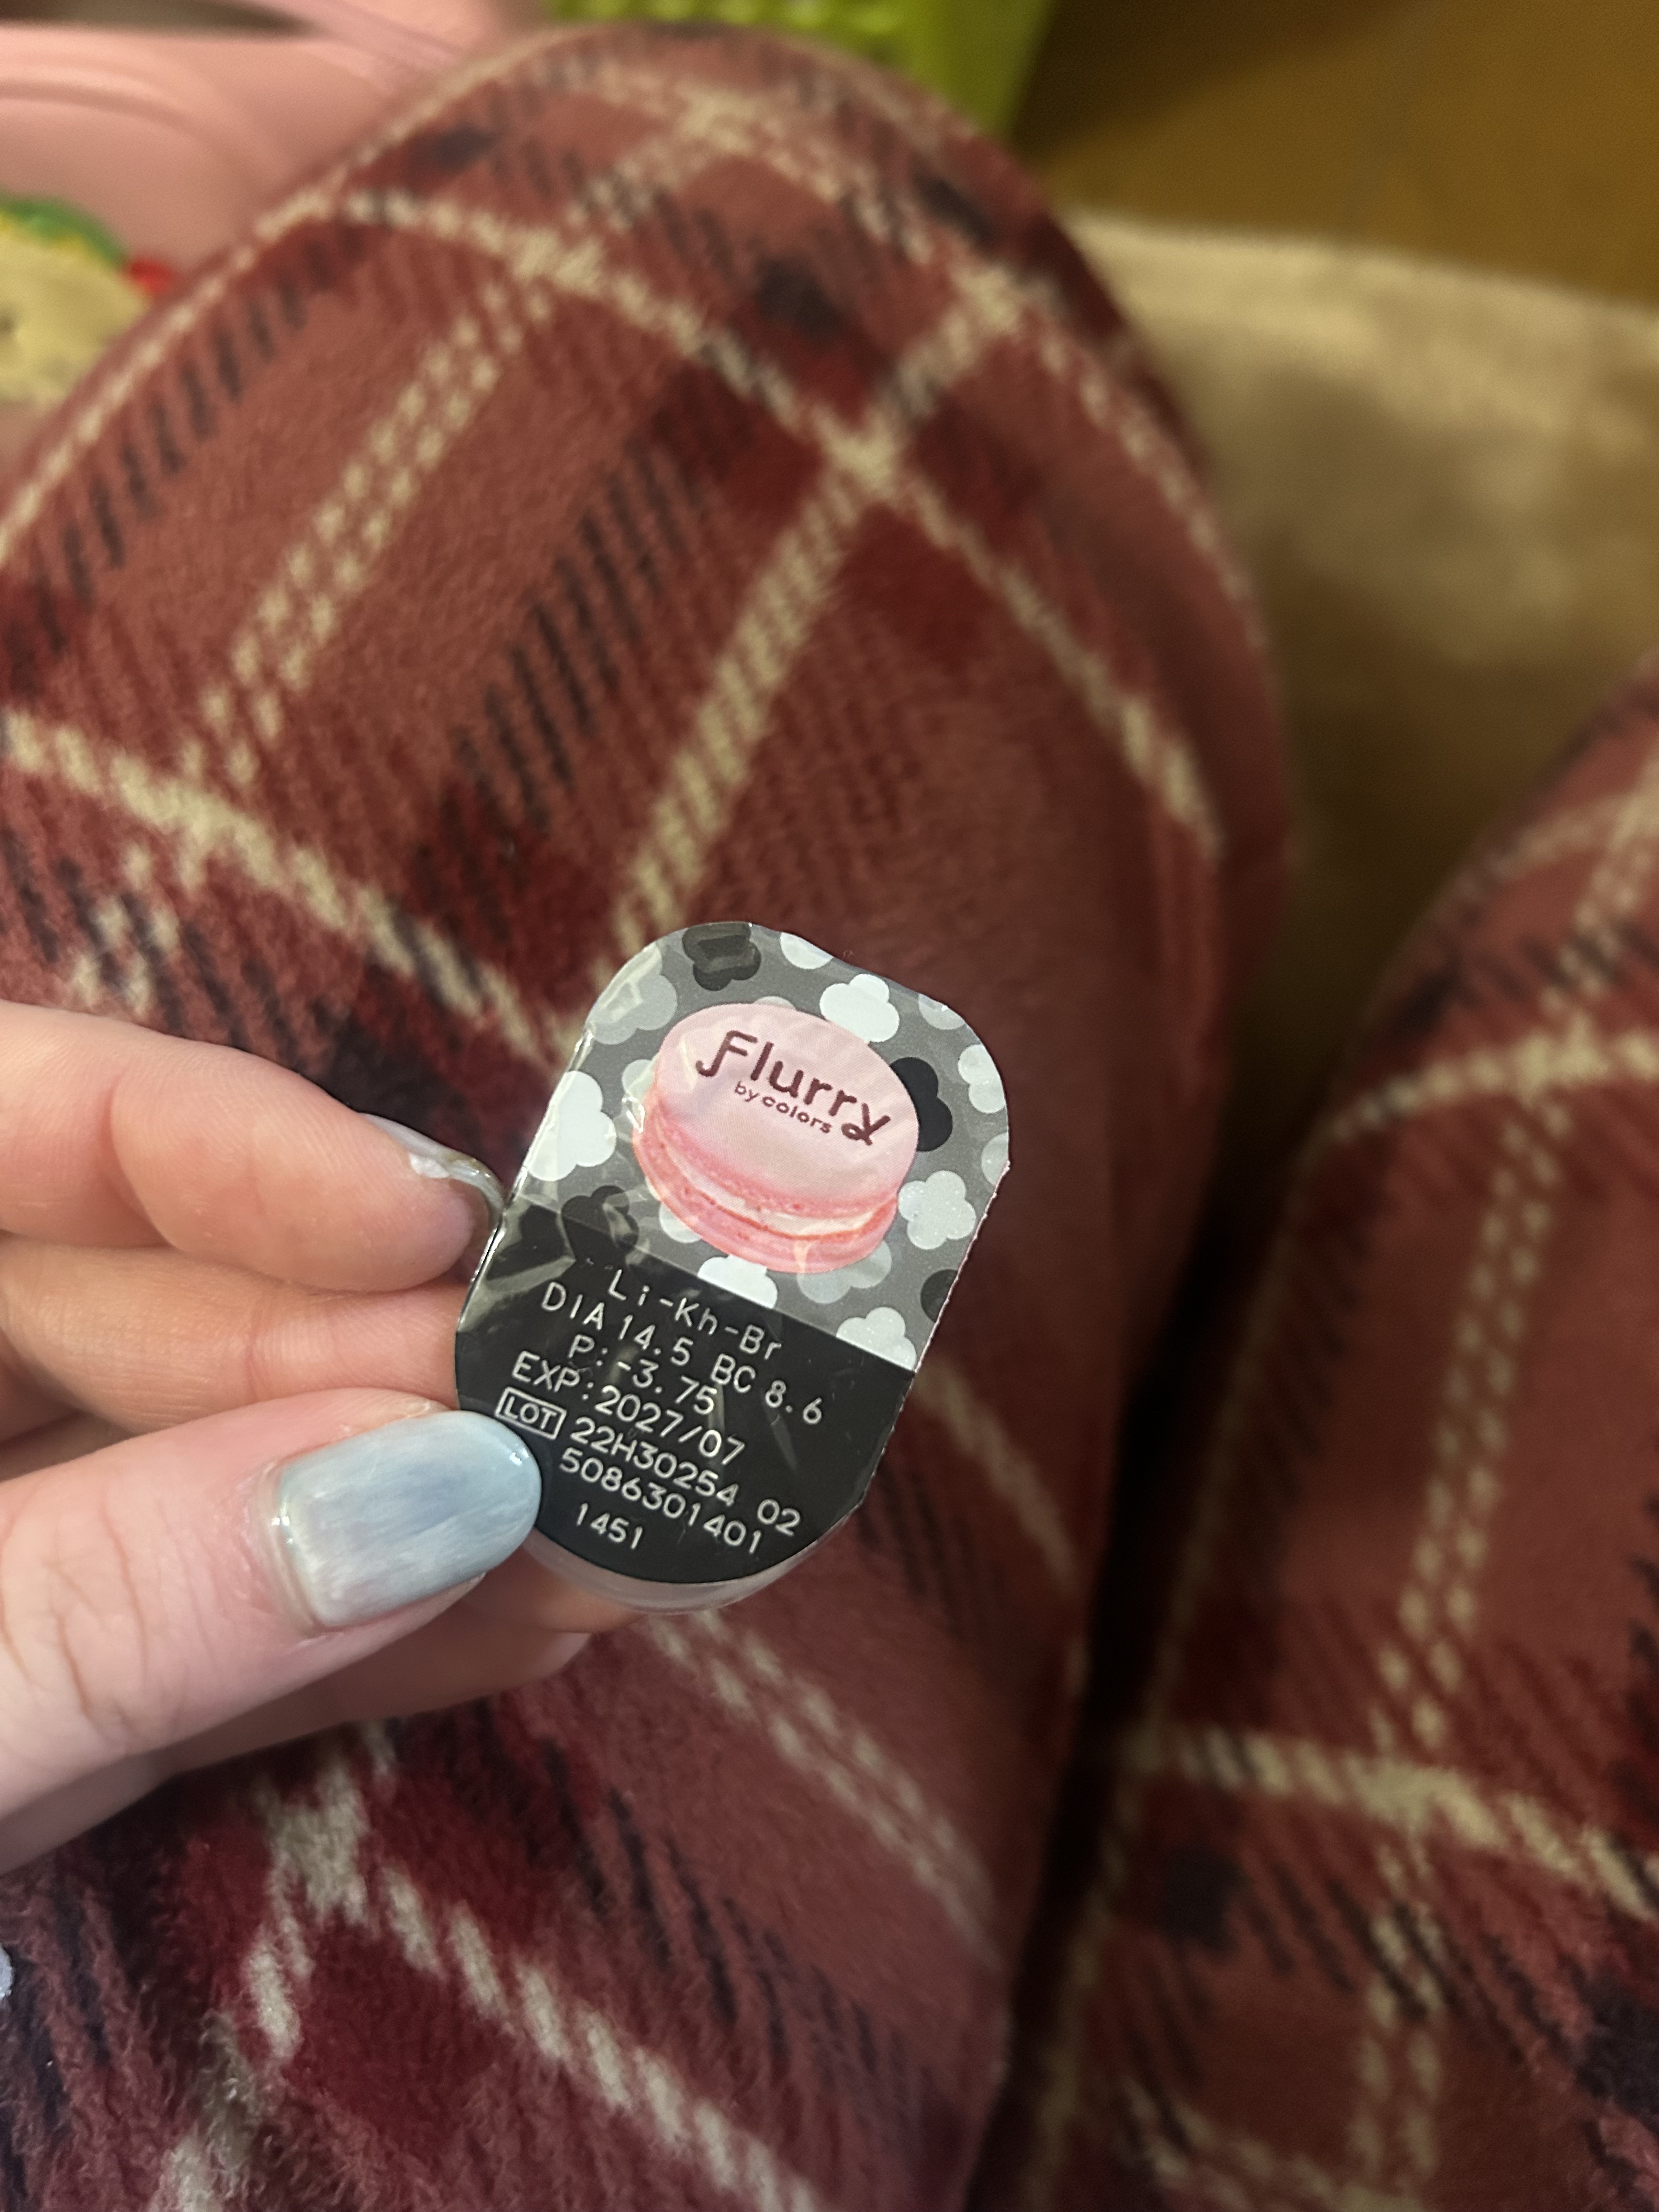 Flurry
by colors
Li-Kh-Br
DIA 14.5 BC 8.6
P:-3.75
EXP:2027/07
LOT 22H30254 02
5086301401
1451